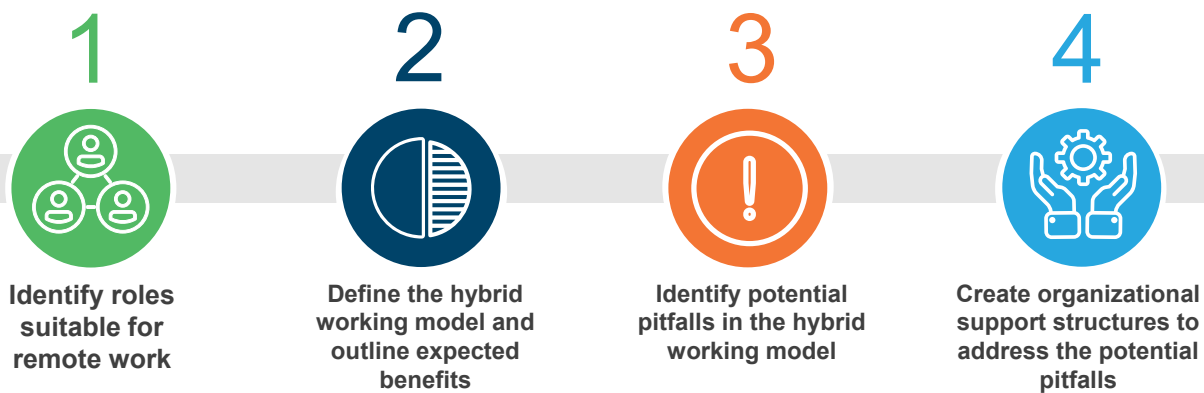 1
Identify roles
suitable for
remote work
2
Define the hybrid
working model and
outline expected
benefits
3
Identify potential
pitfalls in the hybrid
working model
4
Create organizational
support structures to
address the potential
pitfalls